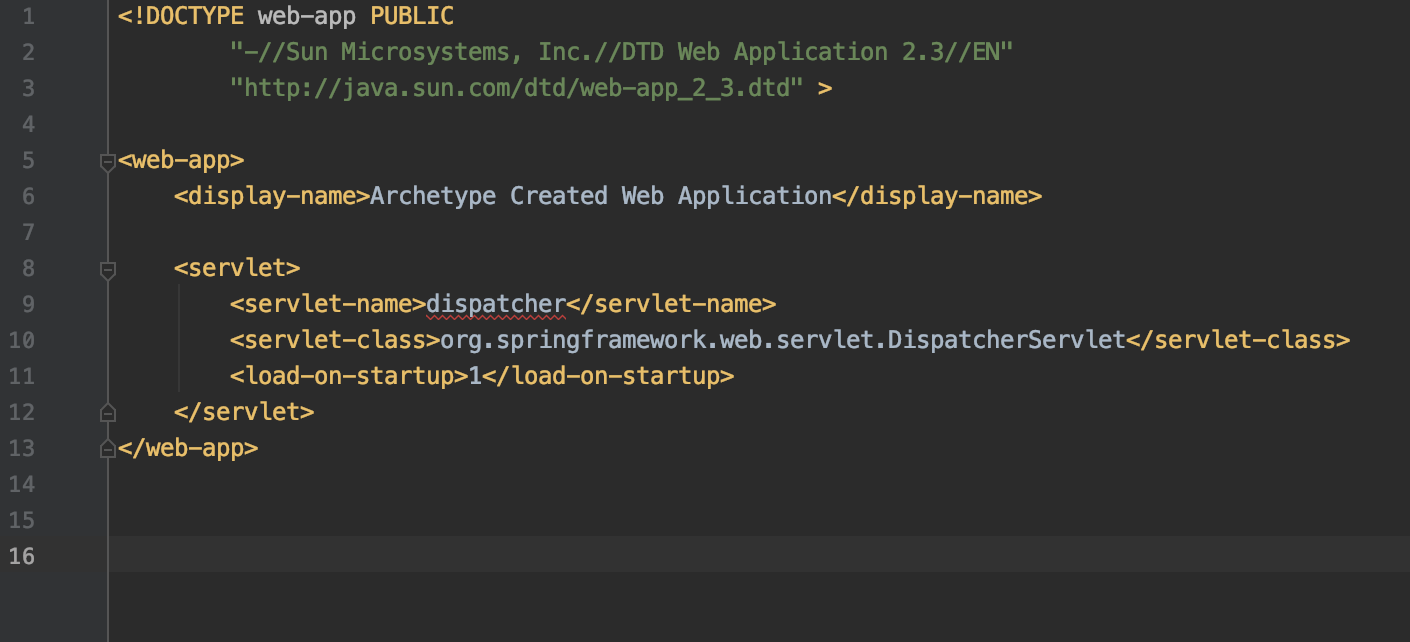 1 <!DOCTYPE web-app PUBLIC
2 "-//Sun Microsystems, Inc.//DTD Web Application 2.3//EN"
3 "http://java.sun.com/dtd/web-app_2_3.dtd" >
4
5 <web-app>
6 <display-name>Archetype Created Web Application</display-name>
7
8 <servlet>
9 <servlet-name>dispatcher</servlet-name>
10 <servlet-class>org.springframework.web.servlet.DispatcherServlet</servlet-class>
11 <load-on-startup>1</load-on-startup>
12 </servlet>
13 </web-app>
14
15
16